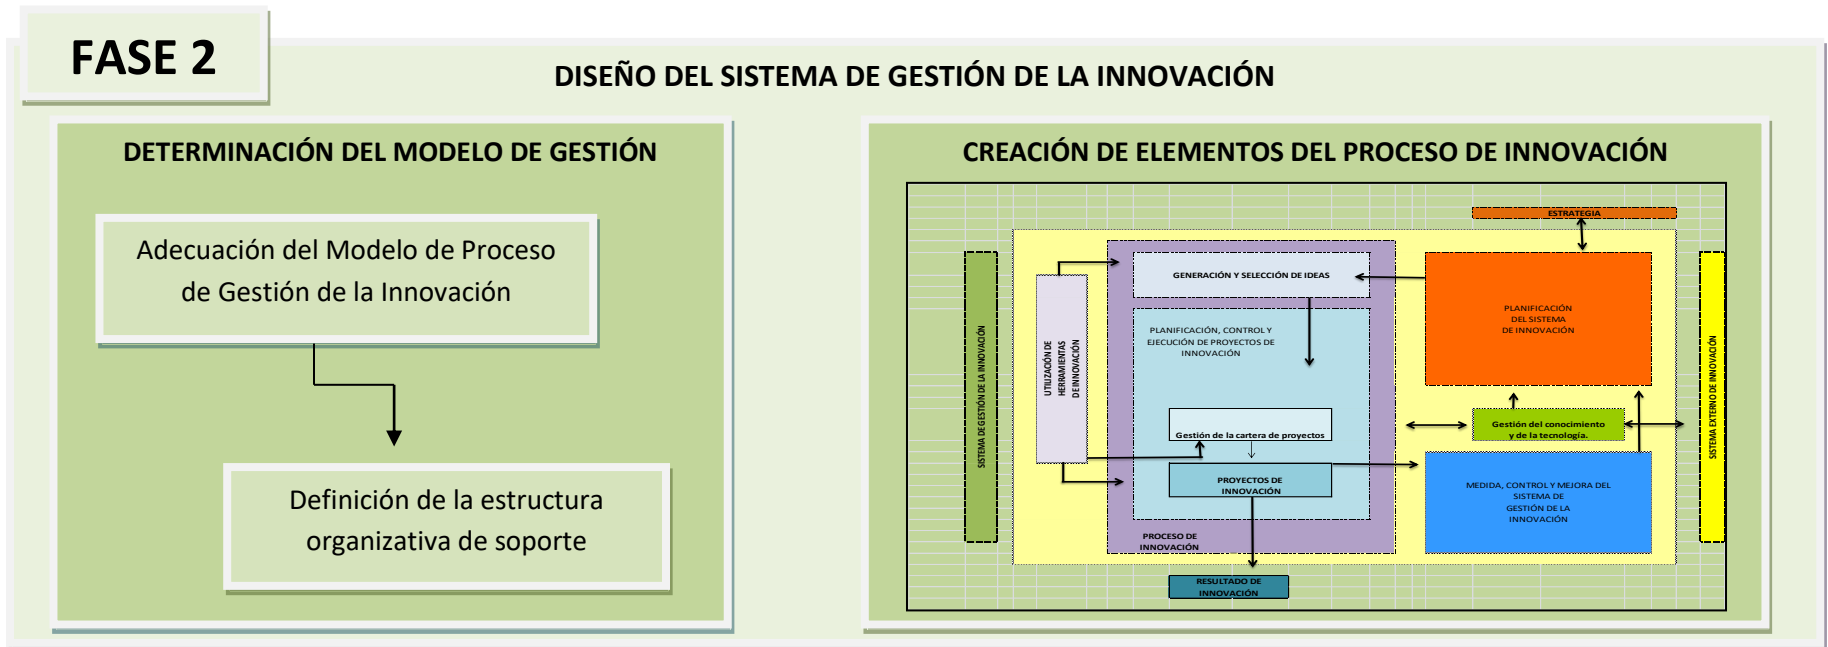 FASE 2
DISEÑO DEL SISTEMA DE GESTIÓN DE LA INNOVACIÓN
DETERMINACIÓN DEL MODELO DE GESTIÓN
Adecuación del Modelo de Proceso
de Gestión de la Innovación
Definición de la estructura
organizativa de soporte
CREACIÓN DE ELEMENTOS DEL PROCESO DE INNOVACIÓN
ESTRATEGIA
SISTEMA DE GESTIÓN DE LA INNOVACIÓN
UTILIZACIÓN DE
HERRAMIENTAS
DE INNOVACIÓN
GENERACIÓN Y SELECCIÓN DE IDEAS
PLANIFICACIÓN, CONTROL Y
EJECUCIÓN DE PROYECTOS DE
INNOVACIÓN
Gestión de la cartera de proyectos
PROYECTOS DE
INNOVACIÓN
PROCESO DE
INNOVACIÓN
RESULTADO DE
INNOVACIÓN
PLANIFICACIÓN
DEL SISTEMA
DE INNOVACIÓN
Gestión del conocimiento
y de la tecnología.
MEDIDA, CONTROL Y MEJORA DEL
SISTEMA DE
GESTIÓN DE LA
INNOVACIÓN
SISTEMA EXTERNO DE INNOVACIÓN